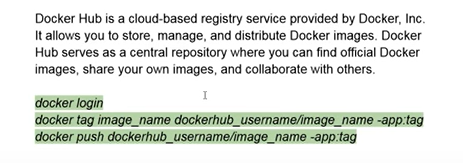 Docker Hub is a cloud-based registry service provided by Docker, Inc.
It allows you to store, manage, and distribute Docker images. Docker
Hub serves as a central repository where you can find official Docker
images, share your own images, and collaborate with others.
docker login
docker tag image_name dockerhub_username/image_name -app:tag
docker push dockerhub_username/image_name -app:tag